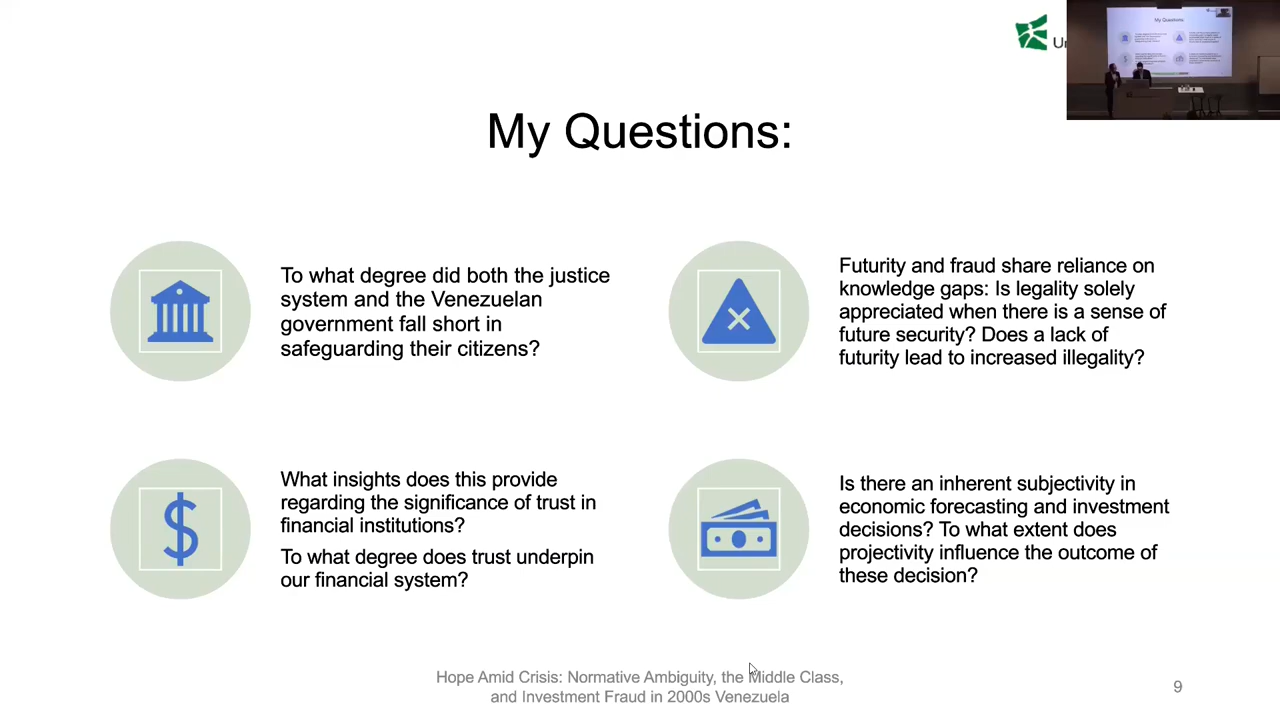 My Questions:
To what degree did both the justice
system and the Venezuelan
government fall short in
safeguarding their citizens?
Futurity and fraud share reliance on
knowledge gaps: Is legality solely
appreciated when there is a sense of
future security? Does a lack of
futurity lead to increased illegality?
What insights does this provide
regarding the significance of trust in
financial institutions?
To what degree does trust underpin
our financial system?
Is there an inherent subjectivity in
economic forecasting and investment
decisions? To what extent does
projectivity influence the outcome of
these decision?
Hope Amid Crisis: Normative Ambiguity, the Middle Class,
and Investment Fraud in 2000s Venezuela
9
My Questions: